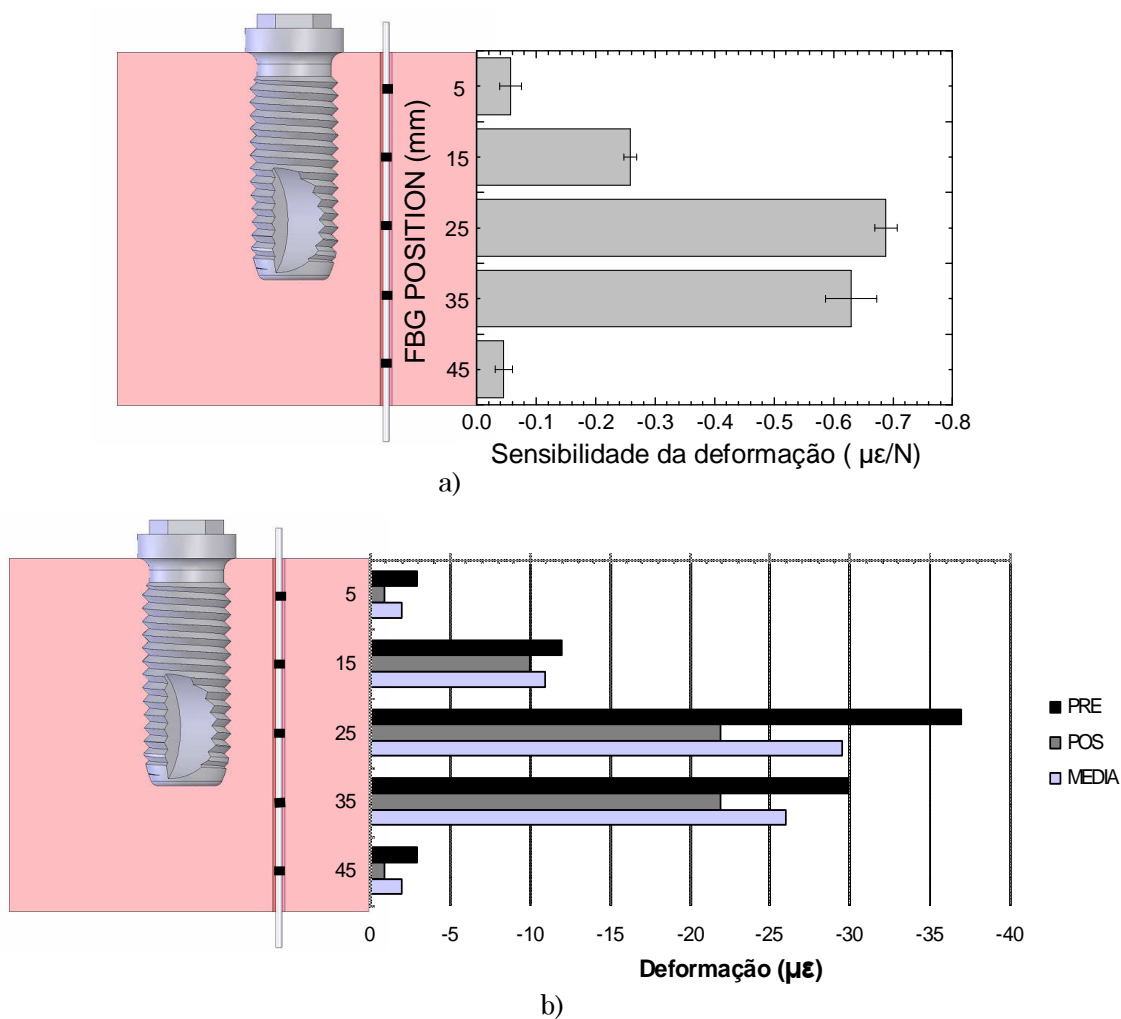 FBG POSITION (mm)
5
15
25
35
45
0.0 -0.1 -0.2 -0.3 -0.4 -0.5 -0.6 -0.7 -0.8
Sensibilidade da deformação ( µε/N)
a)
5
15
25
35
45
PRE
POS
MEDIA
0 -5 -10 -15 -20 -25 -30 -35 -40
Deformação (µε)
b)